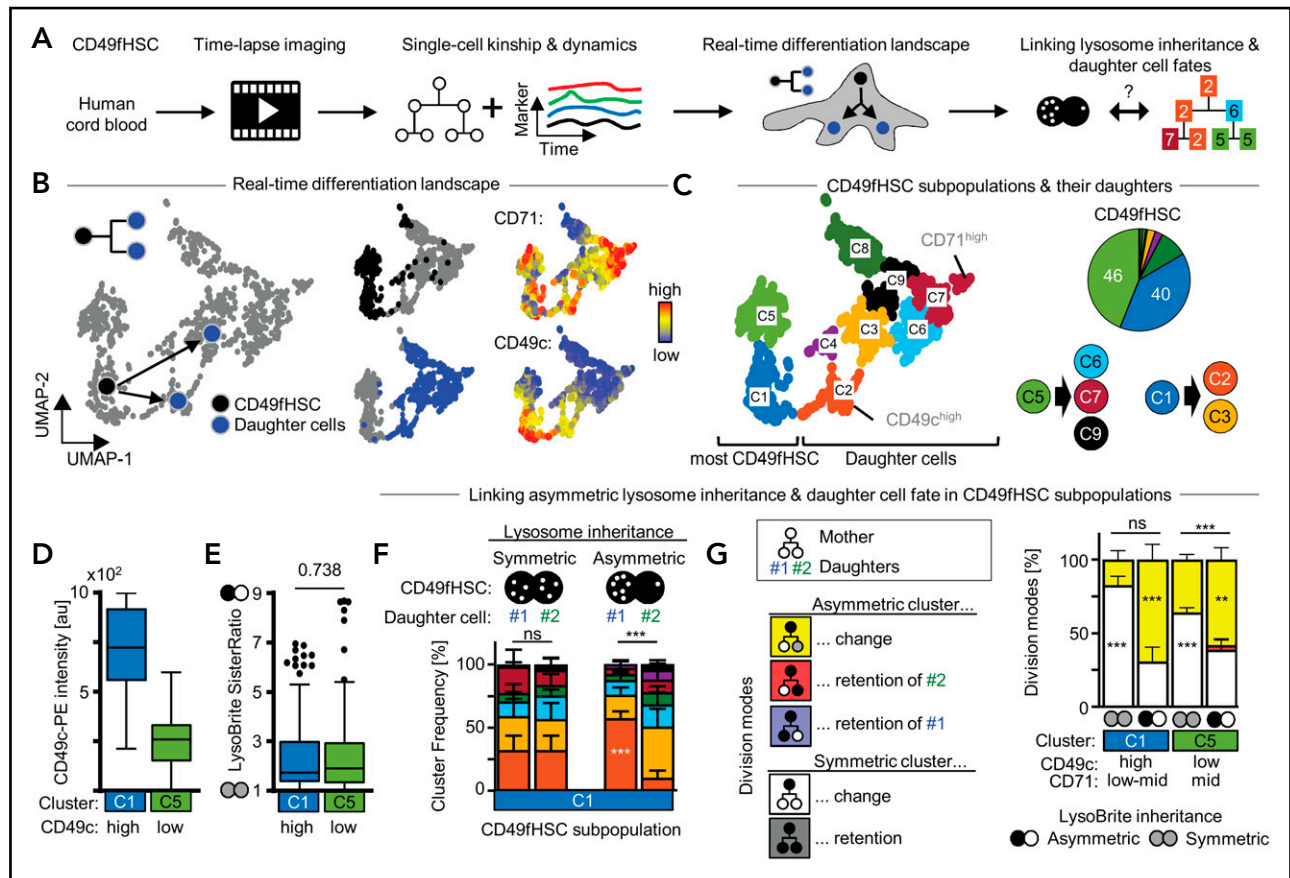 A
CD49fHSC
Time-lapse imaging
Single-cell kinship & dynamics
Real-time differentiation landscape
Linking lysosome inheritance &
daughter cell fates
Human
cord blood
Marker
Time
?
2
2 6
7 2 5 5
B
Real-time differentiation landscape
CD71:
high
low
CD49c:
CD49fHSC
Daughter cells
UMAP-2
UMAP-1
C
CD49fHSC subpopulations & their daughters
CD49fHSC
46
40
C8
CD71high
C9
C7
C5
C3
C6
C4
C1
C2
CD49chigh
most CD49fHSC
Daughter cells
C5
C6
C7
C9
C1
C2
C3
Linking asymmetric lysosome inheritance & daughter cell fate in CD49fHSC subpopulations
D
x10²
CD49c-PE intensity [au]
10
5
Cluster: C1 C5
CD49c: high low
E
0.738
LysoBrite SisterRatio
9
7
5
3
1
C1 C5
high low
F
Lysosome inheritance
Symmetric Asymmetric
CD49fHSC:
Daughter cell: #1 #2 #1 #2
ns ***
Cluster Frequency [%]
100
50
0
***
C1
CD49fHSC subpopulation
G
Mother
#1 #2 Daughters
Division modes
Asymmetric cluster...
... change
... retention of #2
... retention of #1
Symmetric cluster...
... change
... retention
ns ***
Division modes [%]
100
50
0
*** *** *** **
Cluster: C1 C5
CD49c: high low
CD71: low-mid mid
LysoBrite inheritance
Asymmetric Symmetric